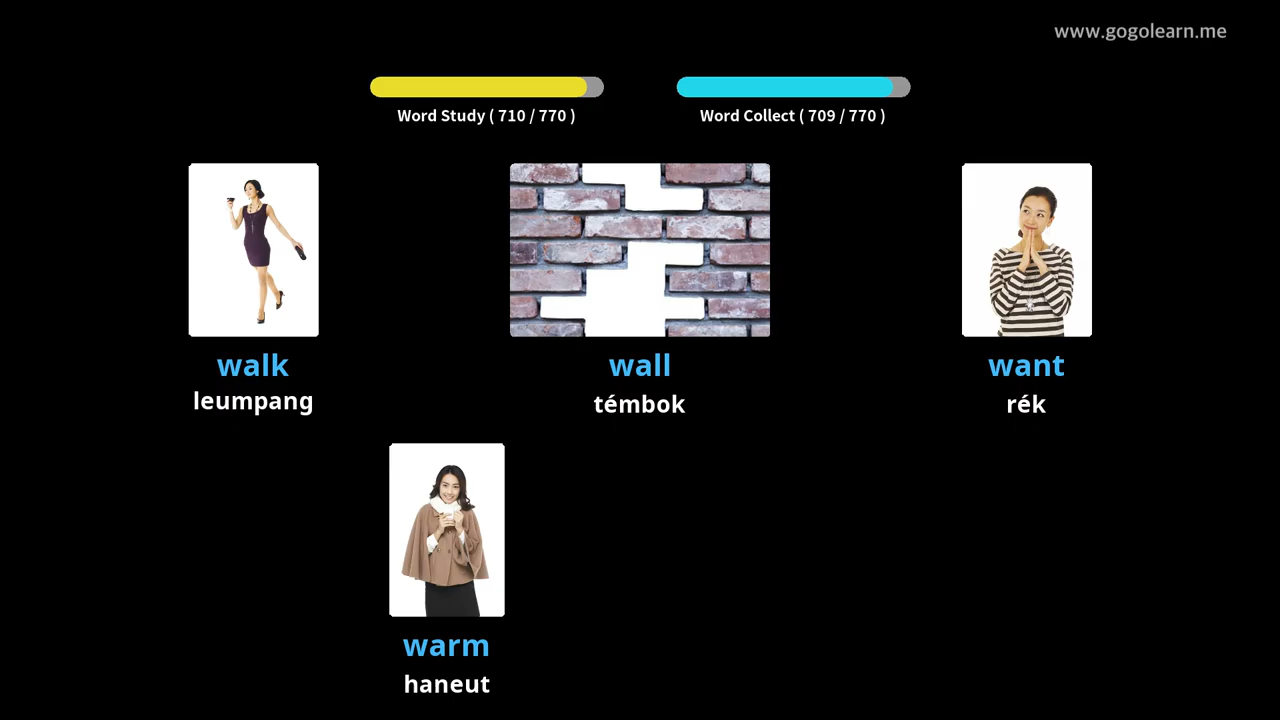 www.gogolearn.me
Word Study ( 710 / 770 )
Word Collect ( 709 / 770 )
walk
leumpang
wall
témbok
want
rék
warm
haneut